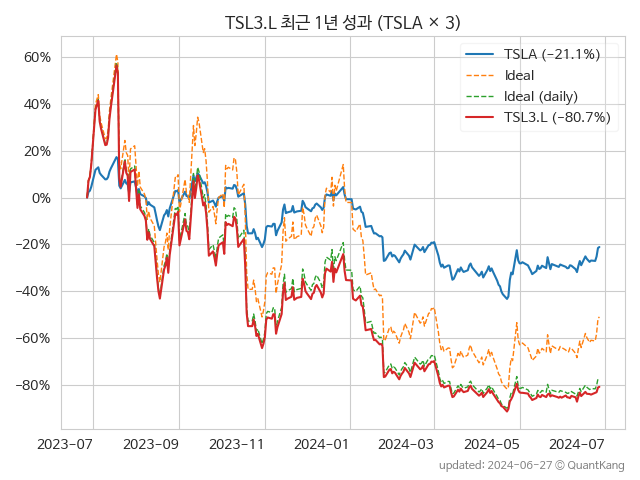 TSL3.L 최근 1년 성과 (TSLA × 3)
TSLA (−21.1%)
Ideal
Ideal (daily)
TSL3.L (−80.7%)
60%
40%
20%
0%
−20%
−40%
−60%
−80%
2023-07 2023-09 2023-11 2024-01 2024-03 2024-05 2024-07
updated: 2024-06-27 © QuantKang